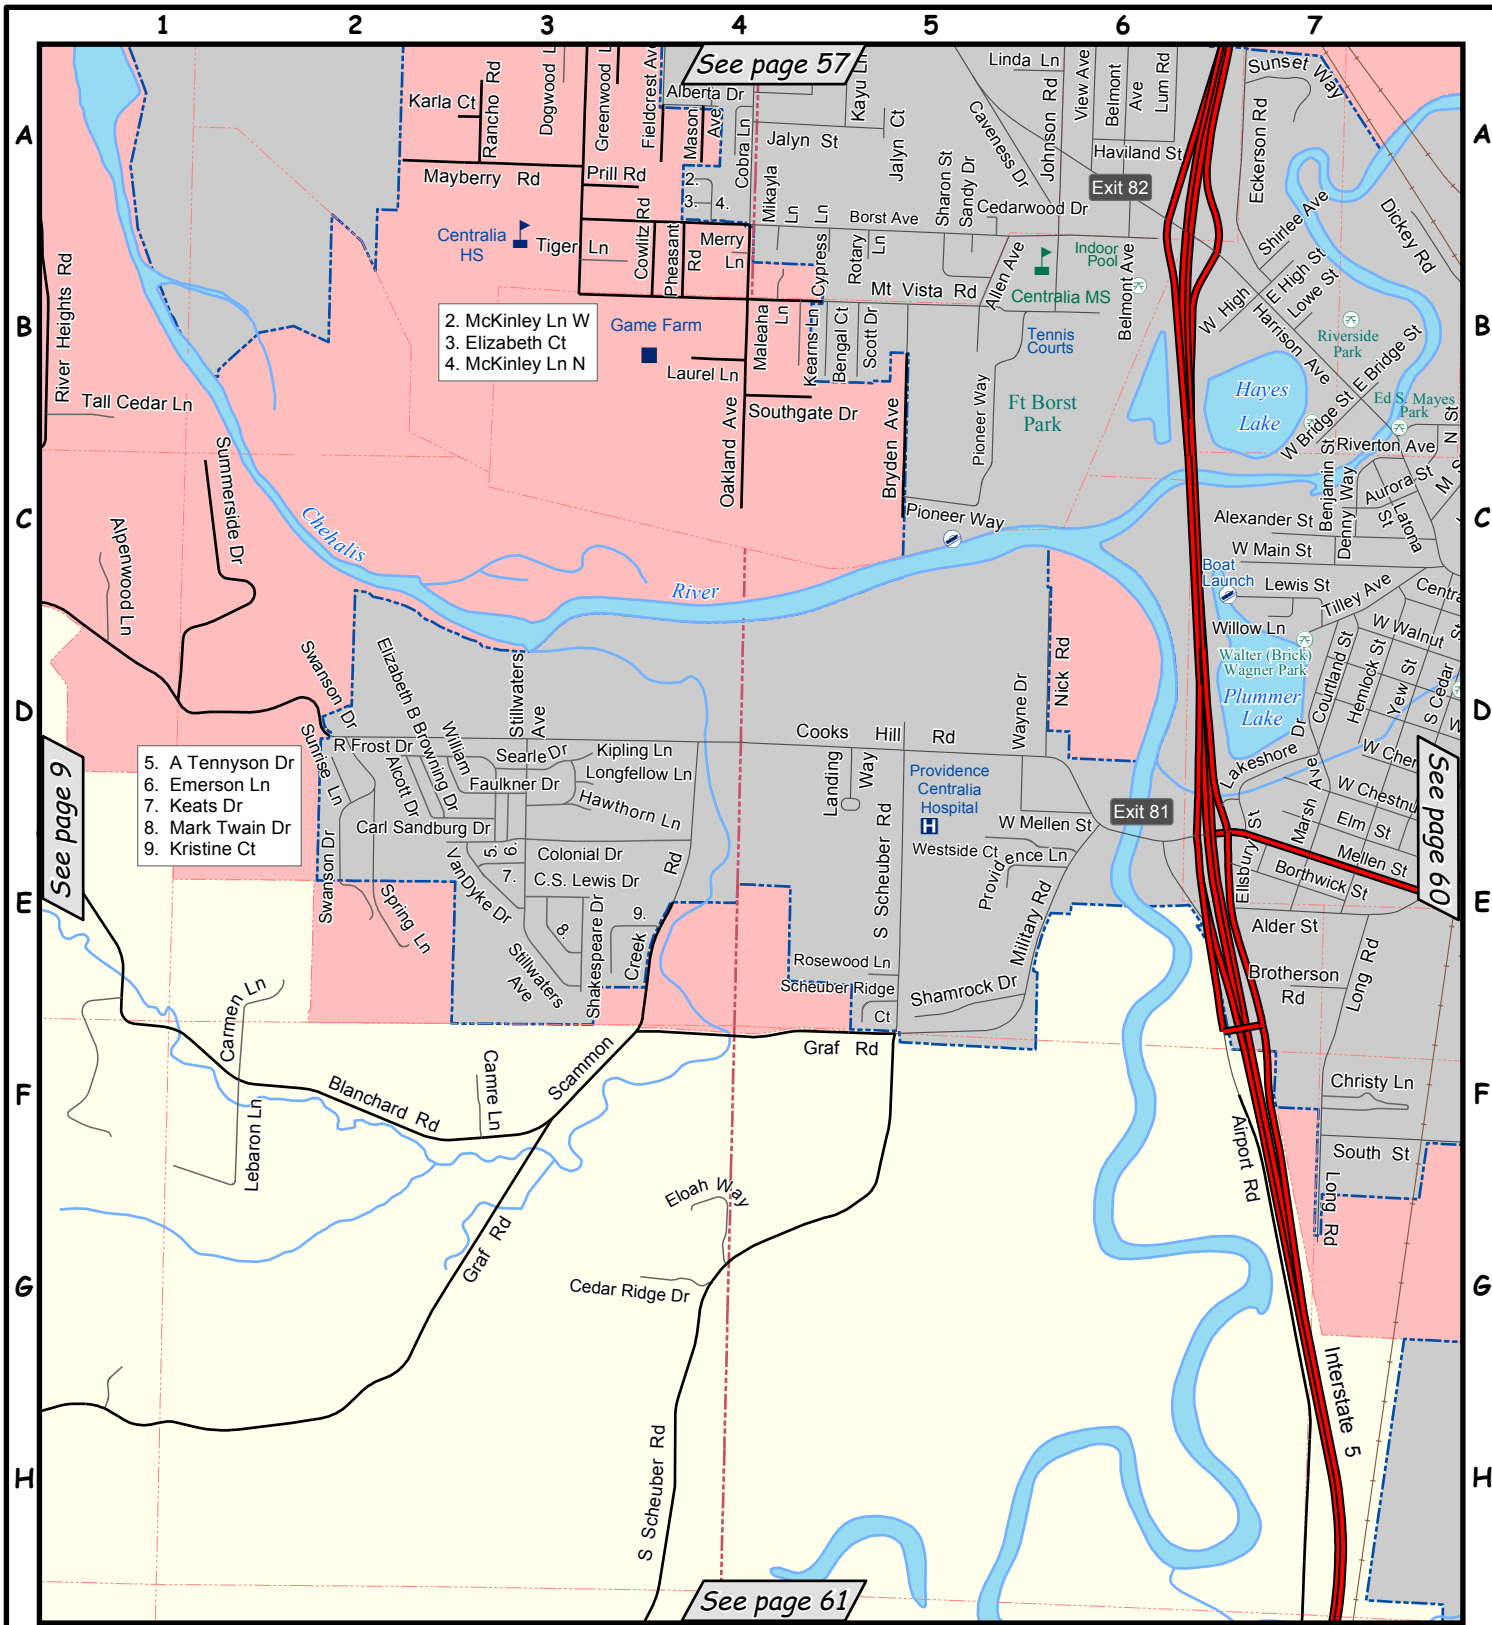 1 2 3 4 5 6 7
A
B
C
D
E
F
G
H
A
B
C
D
E
F
G
H
See page 57
See page 9
See page 60
See page 61
Karla Ct
Rancho Rd
Dogwood L
Greenwood L
Fieldcrest Ave
Alberta Dr
Mason Ave
Cobra Ln
Kayu Ln
Jalyn St
Jalyn Ct
Linda Ln
Johnson Rd
View Ave
Belmont Ave
Lum Rd
Haviland St
Caveness Dr
Sunset Way
Eckerson Rd
Exit 82
Mayberry Rd
Prill Rd
2.
3.
4.
Mikayla Ln
Cypress Ln
Borst Ave
Rotary Ln
Sharon St
Sandy Dr
Cedarwood Dr
Shirlee Ave
Dickey Rd
Centralia
HS
Tiger Ln
Cowlitz Rd
Pheasant Rd
Merry Ln
Allen Ave
Indoor
Pool
Centralia MS
Belmont Ave
Mt Vista Rd
W High
E High St
Lowe St
Harrison Ave
Riverside
Park
River Heights Rd
2. McKinley Ln W
3. Elizabeth Ct
4. McKinley Ln N
Game Farm
Laurel Ln
Maleaha Ln
Kearns Ln
Bengal Ct
Scott Dr
Tennis
Courts
Pioneer Way
Ft Borst
Park
Hayes
Lake
W Bridge St
E Bridge St
Ed S. Mayes
Park
Riverton Ave
N St
Tall Cedar Ln
Southgate Dr
Oakland Ave
Bryden Ave
Summerside Dr
Alpenwood Ln
Chehalis
River
Pioneer Way
Benjamin St
Denny Way
Aurora St
Latona St
M S
Alexander St
W Main St
Boat
Launch
Lewis St
Tilley Ave
Centra
Willow Ln
W Walnut St
Walter (Brick)
Wagner Park
Plummer
Lake
Courtland St
Hemlock St
Yew St
S Cedar
W
Lakeshore Dr
W Cher
W Chestnu
Marsh Ave
Elm St
Mellen St
Borthwick St
Ellsbury St
Swanson Dr
Elizabeth B Browning Dr
Stillwaters Ave
Nick Rd
Wayne Dr
Cooks Hill Rd
Sunrise Ln
R Frost Dr
Alcott Dr
William Faulkner Dr
Searle Dr
Kipling Ln
Longfellow Ln
Hawthorn Ln
Landing Way
Providence
Centralia
Hospital
H
Exit 81
W Mellen St
5. A Tennyson Dr
6. Emerson Ln
7. Keats Dr
8. Mark Twain Dr
9. Kristine Ct
Carl Sandburg Dr
5.
6.
7.
8.
9.
Colonial Dr
C.S. Lewis Dr
VanDyke Dr
Stillwaters Ave
Shakespeare Dr
Scammon Creek Rd
Swanson Dr
Spring Ln
S Scheuber Rd
Westside Ct
Providence Ln
Military Rd
Rosewood Ln
Scheuber Ridge
Ct
Shamrock Dr
Alder St
Brotherson
Rd
Long Rd
Carmen Ln
Lebaron Ln
Blanchard Rd
Camre Ln
Graf Rd
Christy Ln
South St
Long Rd
Airport Rd
Graf Rd
Eloah Way
Cedar Ridge Dr
S Scheuber Rd
Interstate 5